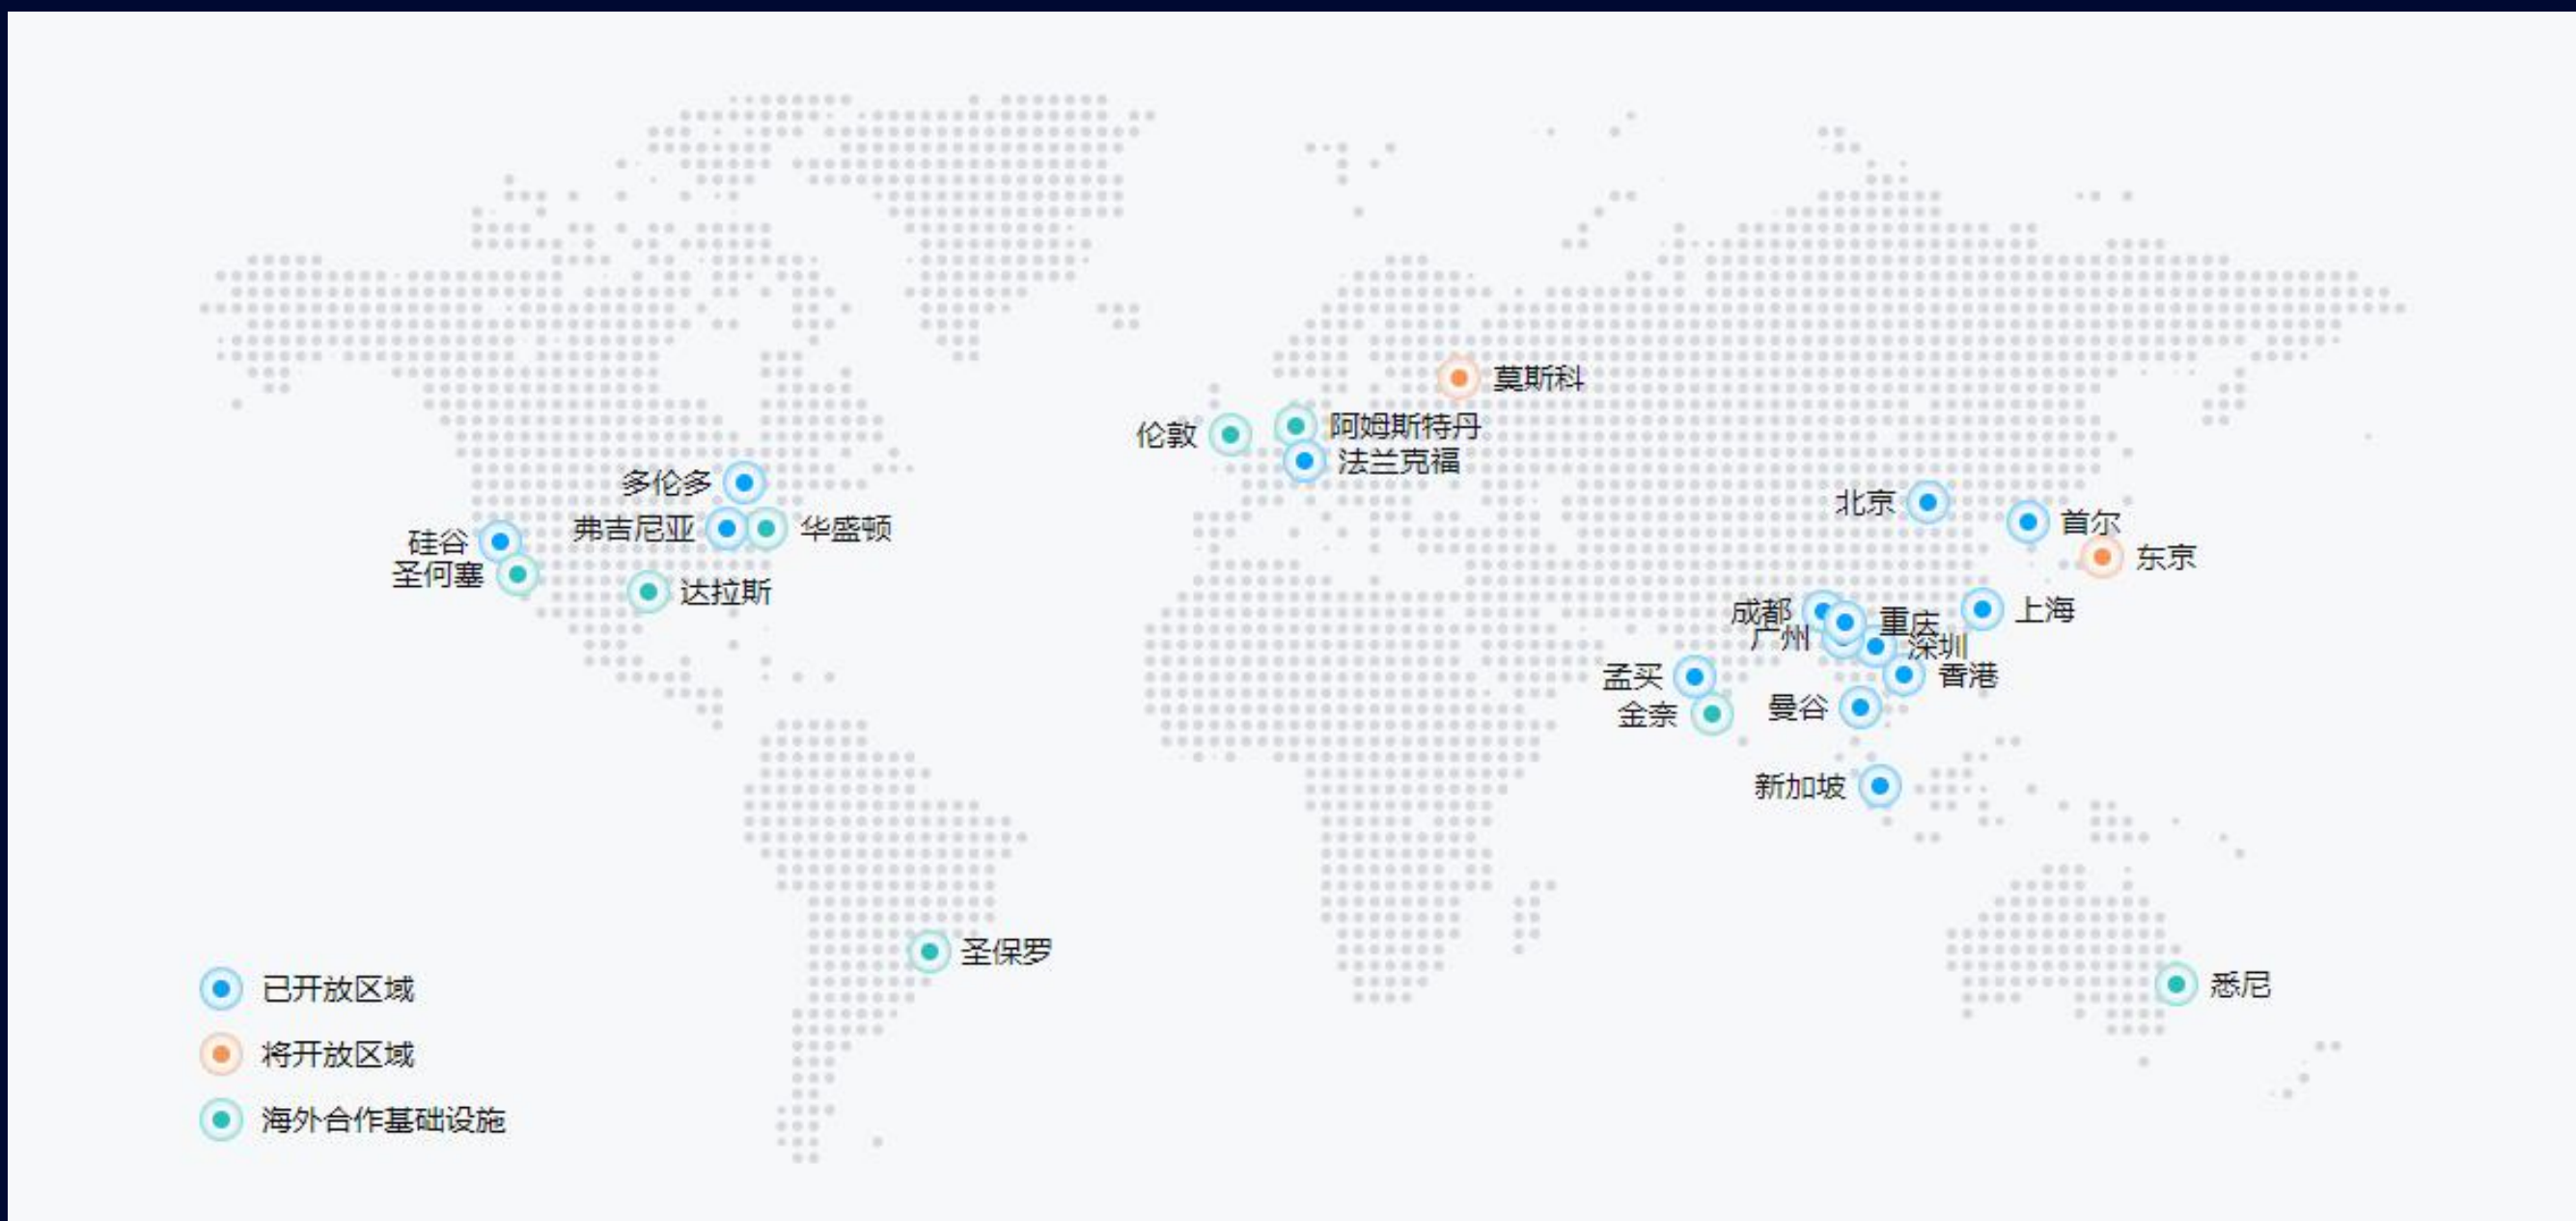 莫斯科
伦敦
阿姆斯特丹
法兰克福
多伦多
北京
首尔
弗吉尼亚
华盛顿
硅谷
东京
圣何塞
达拉斯
成都
上海
重庆
广州
深圳
孟买
香港
曼谷
金奈
新加坡
圣保罗
悉尼
已开放区域
将开放区域
海外合作基础设施